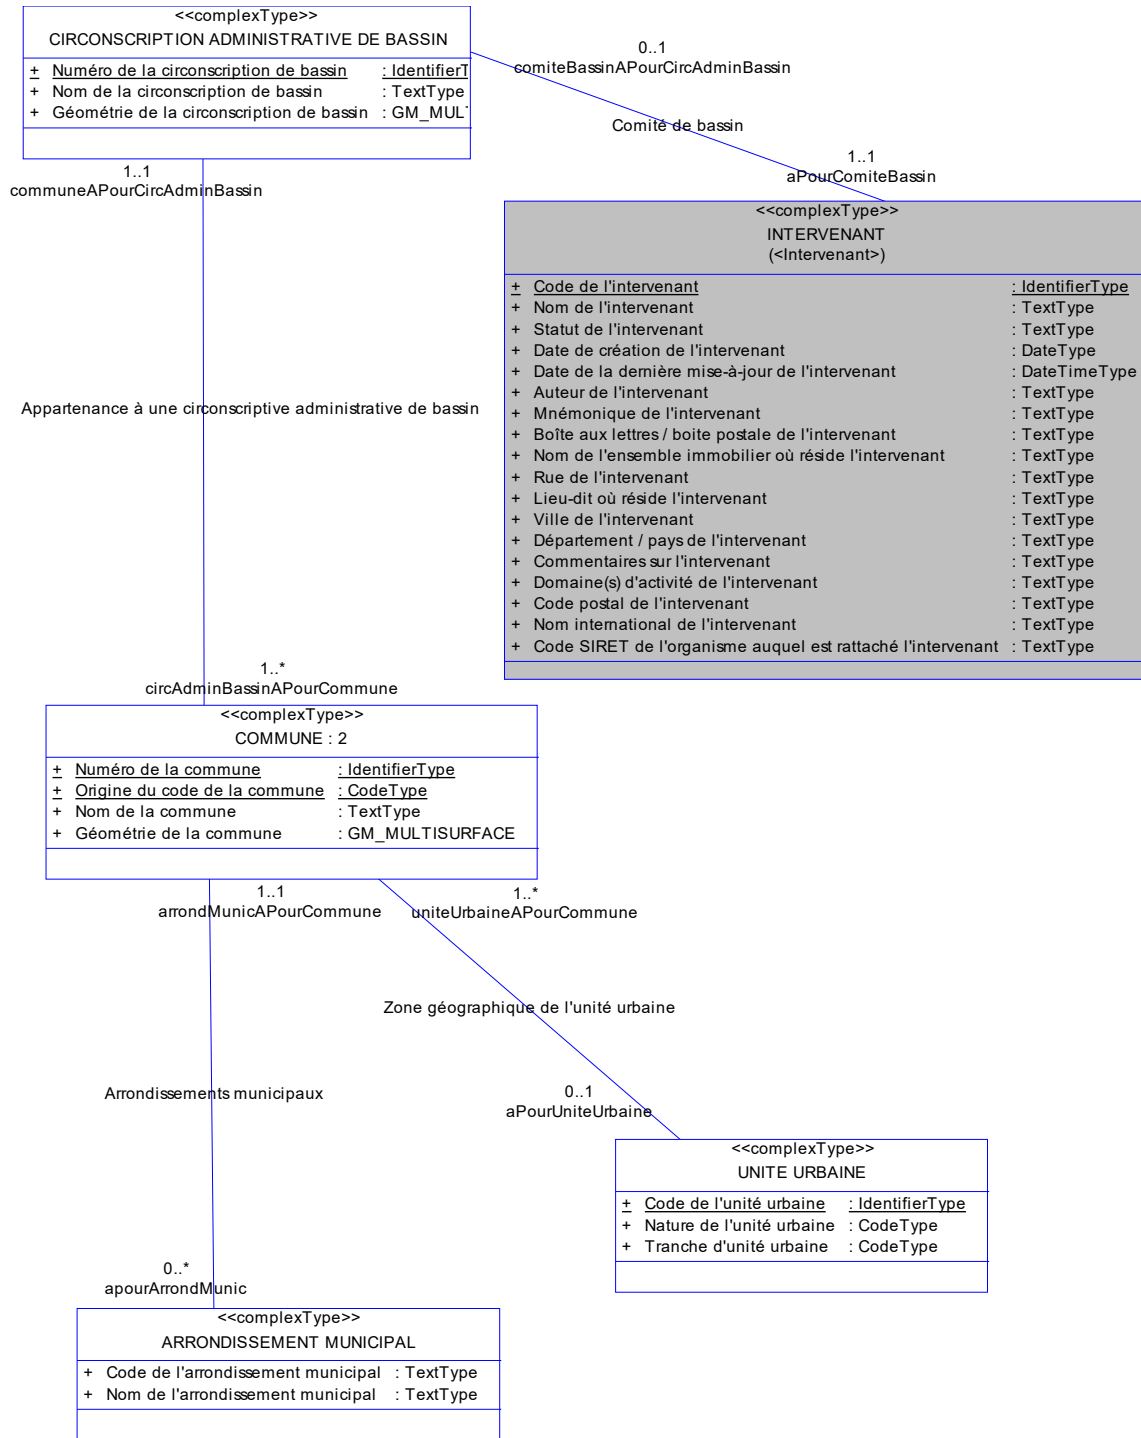 <<complexType>>
CIRCONSCRIPTION ADMINISTRATIVE DE BASSIN
+ Numéro de la circonscription de bassin : IdentifierT
+ Nom de la circonscription de bassin : TextType
+ Géométrie de la circonscription de bassin : GM_MUL
0..1
comiteBassinAPourCircAdminBassin
Comité de bassin
1..1
aPourComiteBassin
1..1
communeAPourCircAdminBassin
<<complexType>>
INTERVENANT
(<Intervenant>)
+ Code de l'intervenant : IdentifierType
+ Nom de l'intervenant : TextType
+ Statut de l'intervenant : TextType
+ Date de création de l'intervenant : DateType
+ Date de la dernière mise-à-jour de l'intervenant : DateTimeType
+ Auteur de l'intervenant : TextType
+ Mnémonique de l'intervenant : TextType
+ Boîte aux lettres / boite postale de l'intervenant : TextType
+ Nom de l'ensemble immobilier où réside l'intervenant : TextType
+ Rue de l'intervenant : TextType
+ Lieu-dit où réside l'intervenant : TextType
+ Ville de l'intervenant : TextType
+ Département / pays de l'intervenant : TextType
+ Commentaires sur l'intervenant : TextType
+ Domaine(s) d'activité de l'intervenant : TextType
+ Code postal de l'intervenant : TextType
+ Nom international de l'intervenant : TextType
+ Code SIRET de l'organisme auquel est rattaché l'intervenant : TextType
Appartenance à une circonscriptive administrative de bassin
1..*
circAdminBassinAPourCommune
<<complexType>>
COMMUNE : 2
+ Numéro de la commune : IdentifierType
+ Origine du code de la commune : CodeType
+ Nom de la commune : TextType
+ Géométrie de la commune : GM_MULTISURFACE
1..1
arrondMunicAPourCommune
1..*
uniteUrbaineAPourCommune
Zone géographique de l'unité urbaine
Arrondissements municipaux
0..1
aPourUniteUrbaine
<<complexType>>
UNITE URBAINE
+ Code de l'unité urbaine : IdentifierType
+ Nature de l'unité urbaine : CodeType
+ Tranche d'unité urbaine : CodeType
0..*
apourArrondMunic
<<complexType>>
ARRONDISSEMENT MUNICIPAL
+ Code de l'arrondissement municipal : TextType
+ Nom de l'arrondissement municipal : TextType